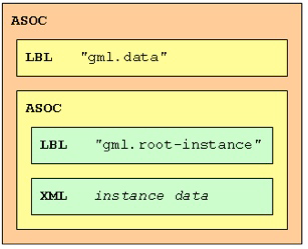 ASOC
LBL "gml.data"
ASOC
LBL "gml.root-instance"
XML instance data